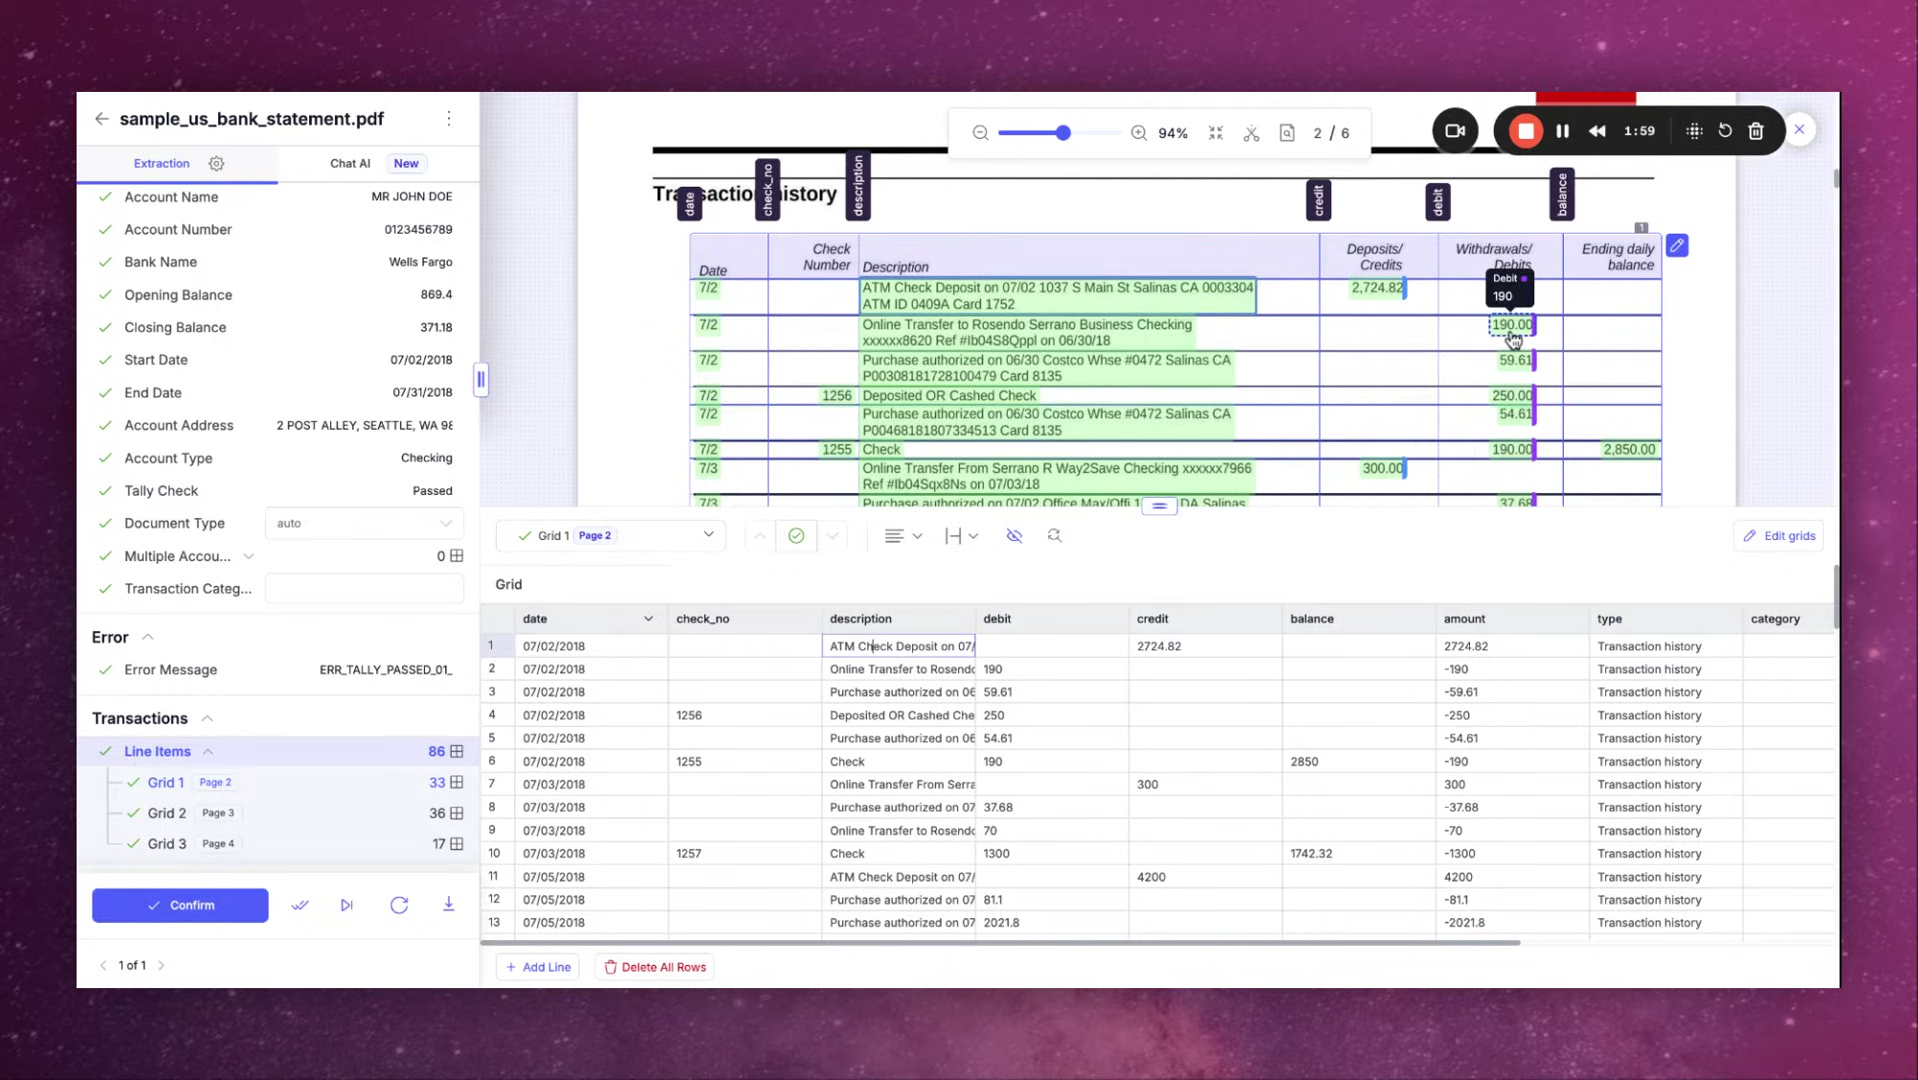 sample_us_bank_statement.pdf
Extraction
Chat AI
New
Account Name
MR JOHN DOE
Account Number
0123456789
Bank Name
Wells Fargo
Opening Balance
869.4
Closing Balance
371.18
Start Date
07/02/2018
End Date
07/31/2018
Account Address
2 POST ALLEY, SEATTLE, WA 98
Account Type
Checking
Tally Check
Passed
Document Type
auto
Multiple Accou...
0
Transaction Categ...
Error
Error Message
ERR_TALLY_PASSED_01_
Transactions
Line Items
86
Grid 1
Page 2
33
Grid 2
Page 3
36
Grid 3
Page 4
17
Confirm
1 of 1
94%
2 / 6
1:59
Transaction history
date
check_no
description
credit
debit
balance
1
Date
Check Number
Description
Deposits/ Credits
Withdrawals/ Debits
Ending daily balance
Debit
190
7/2
ATM Check Deposit on 07/02 1037 S Main St Salinas CA 0003304
ATM ID 0409A Card 1752
2,724.82
7/2
Online Transfer to Rosendo Serrano Business Checking
xxxxxx8620 Ref #Ib04S8Qppl on 06/30/18
190.00
7/2
Purchase authorized on 06/30 Costco Whse #0472 Salinas CA
P00308181728100479 Card 8135
59.61
7/2
1256
Deposited OR Cashed Check
250.00
7/2
Purchase authorized on 06/30 Costco Whse #0472 Salinas CA
P00468181807334513 Card 8135
54.61
7/2
1255
Check
190.00
2,850.00
7/3
Online Transfer From Serrano R Way2Save Checking xxxxxx7966
Ref #Ib04Sqx8Ns on 07/03/18
300.00
7/3
Purchase authorized on 07/02 Office Max/Offi 1 DA Salinas
37.68
Grid 1
Page 2
Edit grids
Grid
date check_no description debit credit balance amount type category
1 07/02/2018 ATM Check Deposit on 07/ 2724.82 2724.82 Transaction history
2 07/02/2018 Online Transfer to Rosendo 190 -190 Transaction history
3 07/02/2018 Purchase authorized on 06 59.61 -59.61 Transaction history
4 07/02/2018 1256 Deposited OR Cashed Che 250 -250 Transaction history
5 07/02/2018 Purchase authorized on 06 54.61 -54.61 Transaction history
6 07/02/2018 1255 Check 190 2850 -190 Transaction history
7 07/03/2018 Online Transfer From Serra 300 300 Transaction history
8 07/03/2018 Purchase authorized on 07 37.68 -37.68 Transaction history
9 07/03/2018 Online Transfer to Rosendo 70 -70 Transaction history
10 07/03/2018 1257 Check 1300 1742.32 -1300 Transaction history
11 07/05/2018 ATM Check Deposit on 07/ 4200 4200 Transaction history
12 07/05/2018 Purchase authorized on 07 81.1 -81.1 Transaction history
13 07/05/2018 Purchase authorized on 07 2021.8 -2021.8 Transaction history
+ Add Line
Delete All Rows